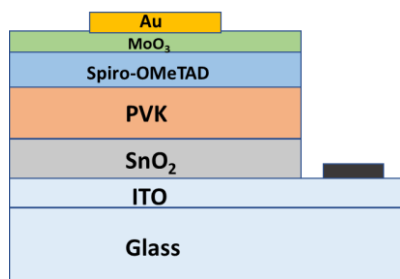 Au
MoO₃
Spiro-OMeTAD
PVK
SnO₂
ITO
Glass